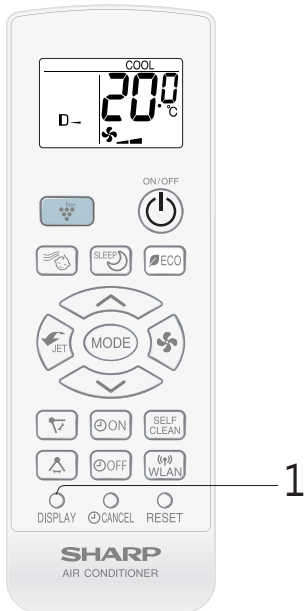 COOL
20.0
°C
ON/OFF
low
SLEEP
ECO
JET
MODE
ON
SELF
CLEAN
OFF
WLAN
1
DISPLAY
CANCEL
RESET
SHARP
AIR CONDITIONER